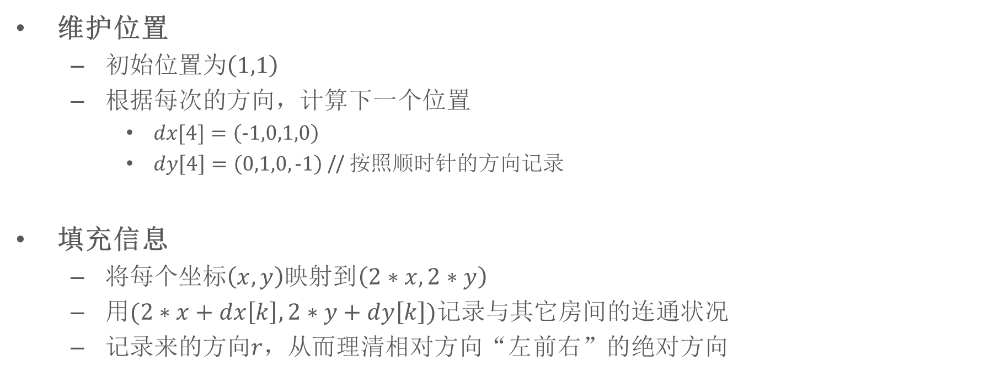 • 维护位置
– 初始位置为(1,1)
– 根据每次的方向，计算下一个位置
• dx[4] = (-1,0,1,0)
• dy[4] = (0,1,0,-1) // 按照顺时针的方向记录
• 填充信息
– 将每个坐标(x,y)映射到(2 ∗ x, 2 ∗ y)
– 用(2 ∗ x + dx[k], 2 ∗ y + dy[k])记录与其它房间的连通状况
– 记录来的方向r，从而理清相对方向“左前右”的绝对方向